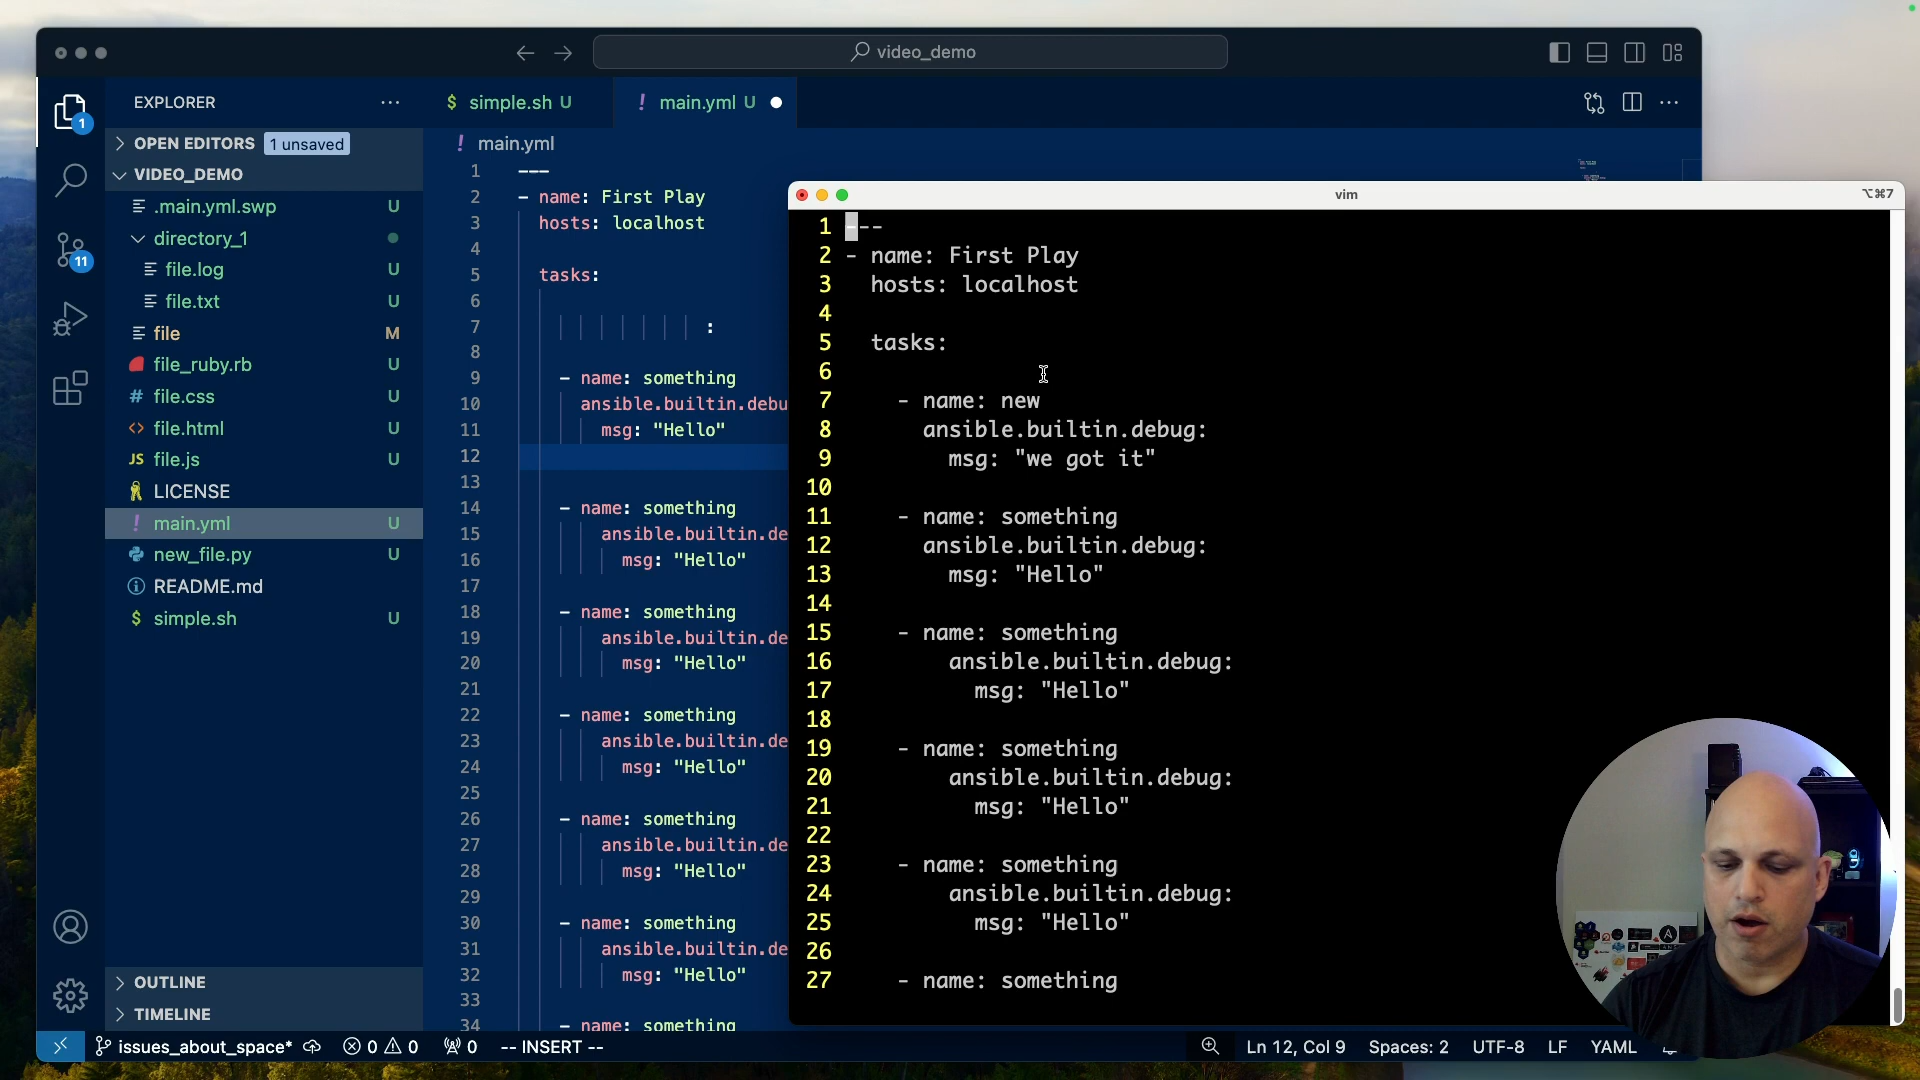 video_demo
EXPLORER
OPEN EDITORS 1 unsaved
VIDEO_DEMO
.main.yml.swp U
directory_1
file.log U
file.txt U
file M
file_ruby.rb U
# file.css U
<> file.html U
JS file.js U
LICENSE
! main.yml U
new_file.py U
README.md
$ simple.sh U
OUTLINE
TIMELINE
1
11
$ simple.sh U
! main.yml U
! main.yml
1 ---
2 - name: First Play
3 hosts: localhost
4
5 tasks:
6
7 :
8
9 - name: something
10 ansible.builtin.debu
11 msg: "Hello"
12
13
14 - name: something
15 ansible.builtin.de
16 msg: "Hello"
17
18 - name: something
19 ansible.builtin.de
20 msg: "Hello"
21
22 - name: something
23 ansible.builtin.de
24 msg: "Hello"
25
26 - name: something
27 ansible.builtin.de
28 msg: "Hello"
29
30 - name: something
31 ansible.builtin.de
32 msg: "Hello"
33
34 - name: something
vim
⌥⌘7
1 ---
2 - name: First Play
3 hosts: localhost
4
5 tasks:
6
7 - name: new
8 ansible.builtin.debug:
9 msg: "we got it"
10
11 - name: something
12 ansible.builtin.debug:
13 msg: "Hello"
14
15 - name: something
16 ansible.builtin.debug:
17 msg: "Hello"
18
19 - name: something
20 ansible.builtin.debug:
21 msg: "Hello"
22
23 - name: something
24 ansible.builtin.debug:
25 msg: "Hello"
26
27 - name: something
issues_about_space* 0 0 0 -- INSERT -- Ln 12, Col 9 Spaces: 2 UTF-8 LF YAML